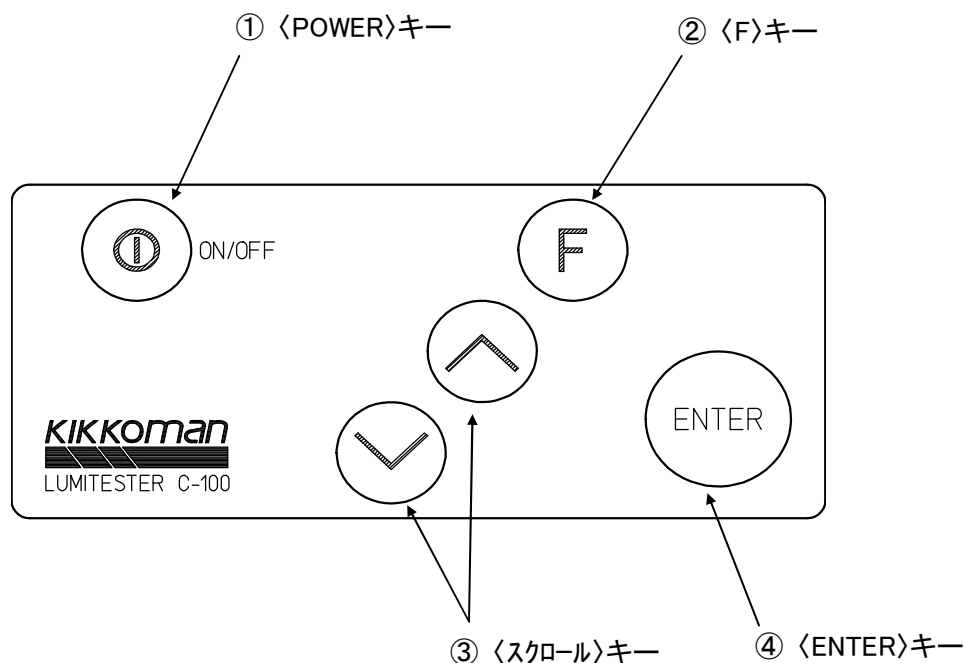 ① 〈POWER〉キー
② 〈F〉キー
ON/OFF
F
ENTER
KIKKOMAN
LUMITESTER C-100
③ 〈スクロール〉キー
④ 〈ENTER〉キー